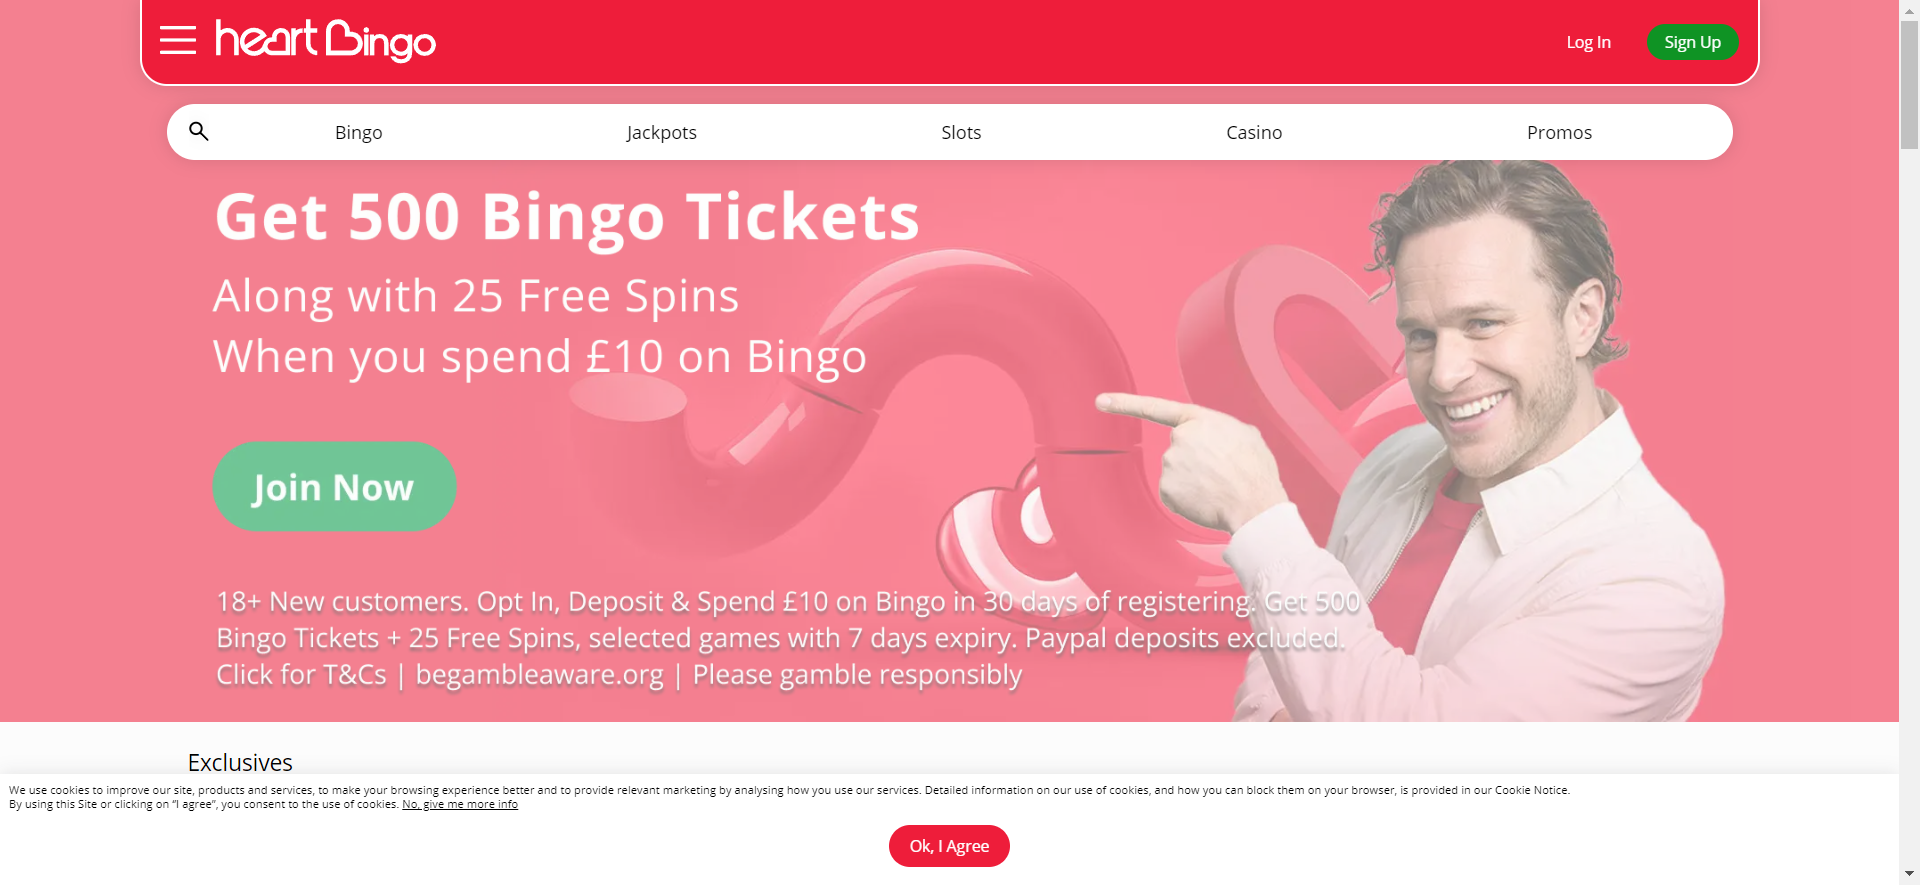 heart Bingo
Log In
Sign Up
Bingo
Jackpots
Slots
Casino
Promos
Get 500 Bingo Tickets
Along with 25 Free Spins
When you spend £10 on Bingo
Join Now
18+ New customers. Opt In, Deposit & Spend £10 on Bingo in 30 days of registering. Get 500
Bingo Tickets + 25 Free Spins, selected games with 7 days expiry. Paypal deposits excluded.
Click for T&Cs | begambleaware.org | Please gamble responsibly
Exclusives
We use cookies to improve our site, products and services, to make your browsing experience better and to provide relevant marketing by analysing how you use our services. Detailed information on our use of cookies, and how you can block them on your browser, is provided in our Cookie Notice.
By using this Site or clicking on “I agree”, you consent to the use of cookies. No, give me more info
Ok, I Agree